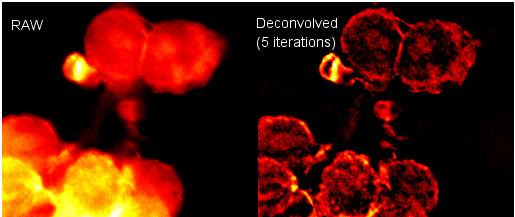 RAW
Deconvolved
(5 iterations)